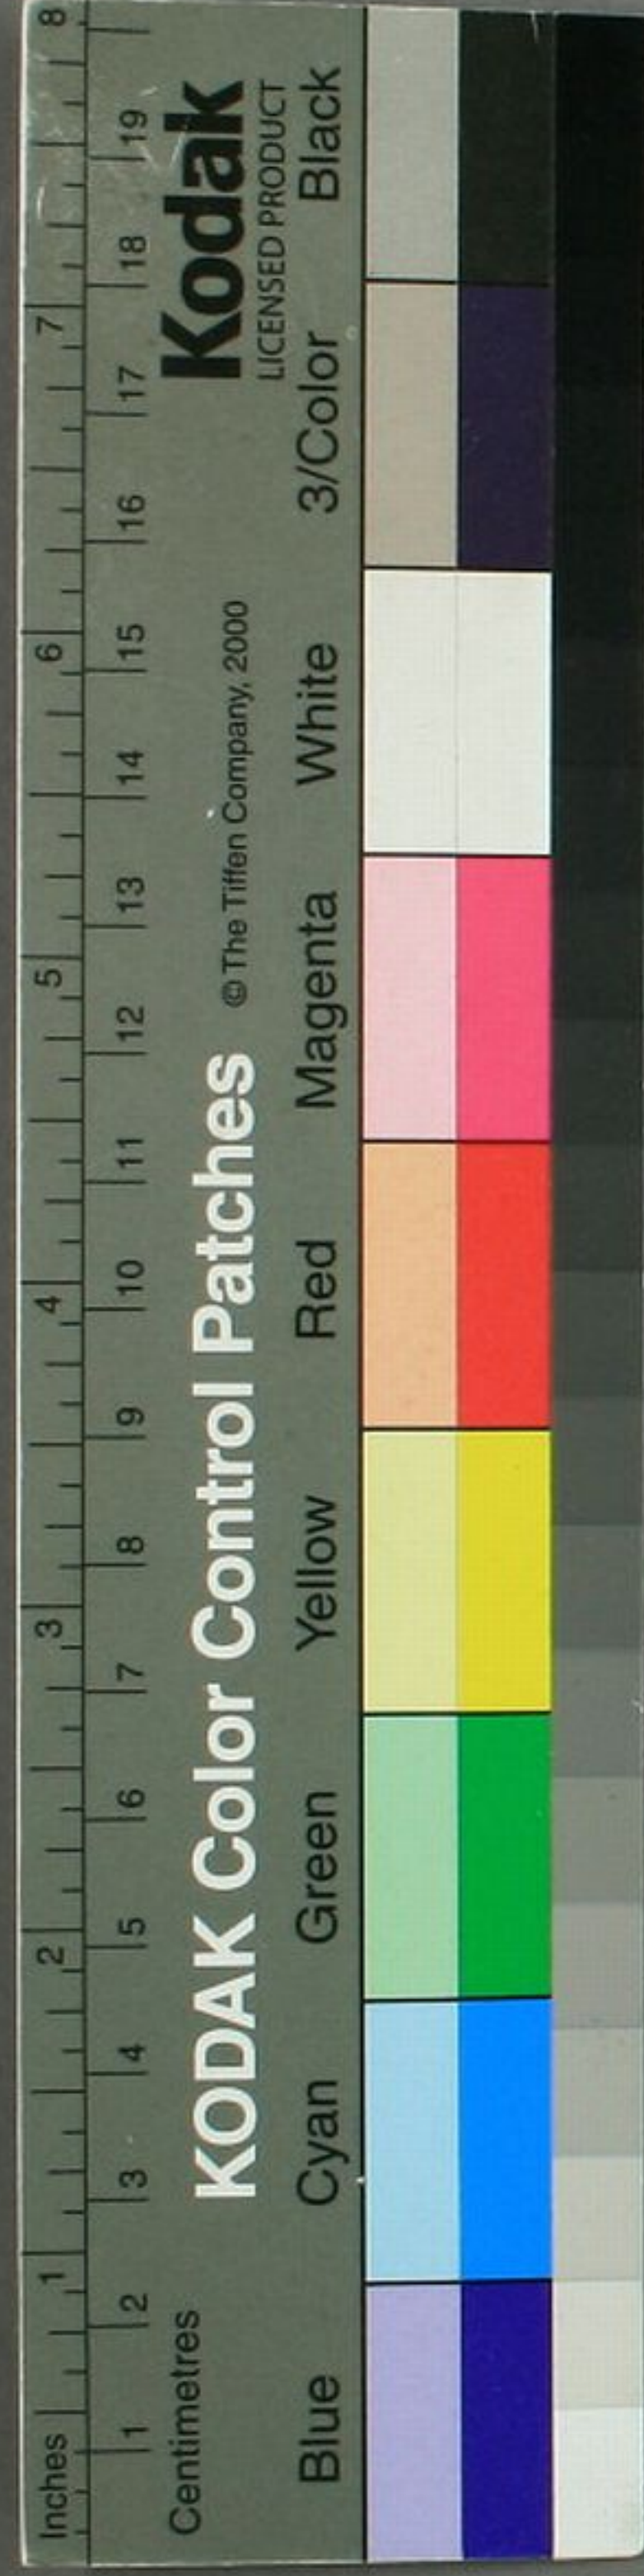 Inches 1 2 3 4 5 6 7 8
Centimetres 1 2 3 4 5 6 7 8 9 10 11 12 13 14 15 16 17 18 19
KODAK Color Control Patches © The Tiffen Company, 2000 Kodak
LICENSED PRODUCT
Blue Cyan Green Yellow Red Magenta White 3/Color Black